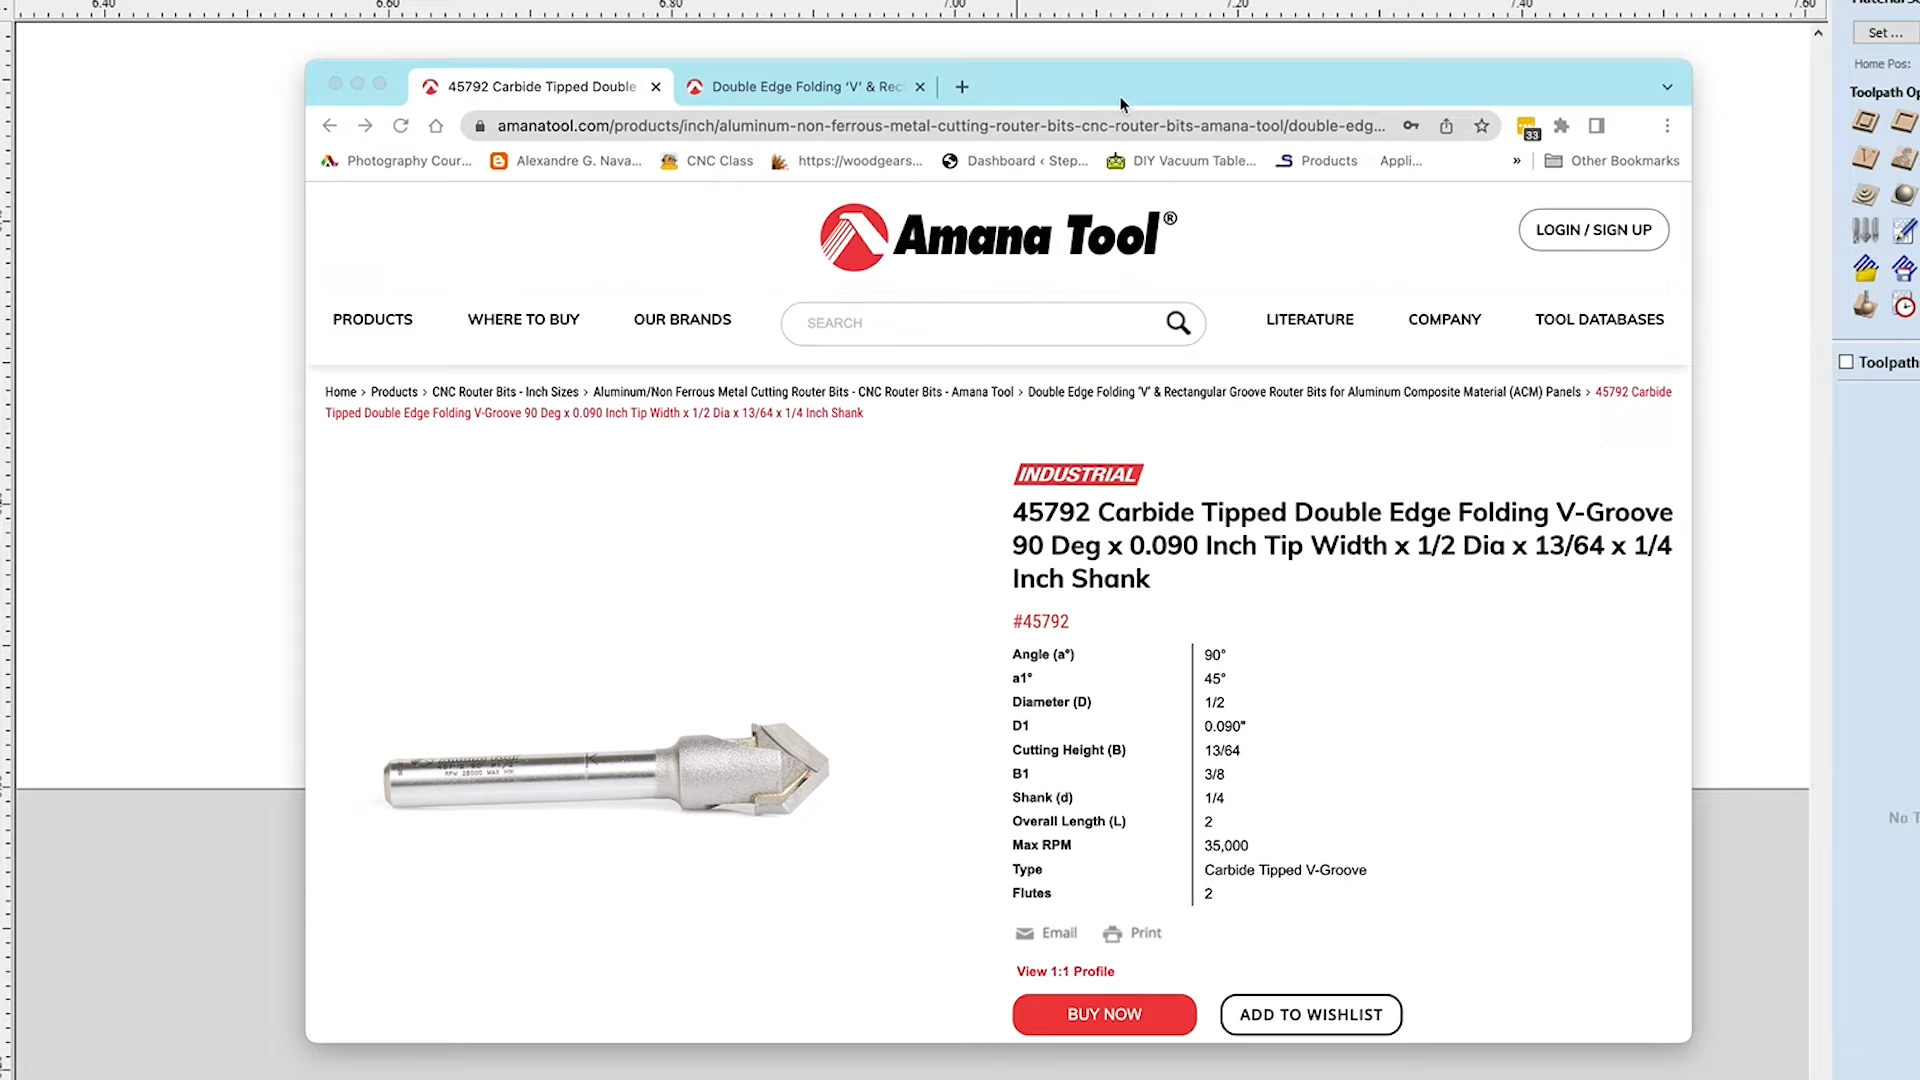 6.40
6.60
6.80
7.00
7.20
7.40
7.60
Set ...
Home Pos:
45792 Carbide Tipped Double
Double Edge Folding ‘V’ & Rec
amanatool.com/products/inch/aluminum-non-ferrous-metal-cutting-router-bits-cnc-router-bits-amana-tool/double-edg...
33
Photography Cour...
Alexandre G. Nava...
CNC Class
https://woodgears...
Dashboard ‹ Step...
DIY Vacuum Table...
Products
Appli...
»
Other Bookmarks
Amana Tool®
LOGIN / SIGN UP
PRODUCTS
WHERE TO BUY
OUR BRANDS
SEARCH
LITERATURE
COMPANY
TOOL DATABASES
Home > Products > CNC Router Bits - Inch Sizes > Aluminum/Non Ferrous Metal Cutting Router Bits - CNC Router Bits - Amana Tool > Double Edge Folding 'V' & Rectangular Groove Router Bits for Aluminum Composite Material (ACM) Panels > 45792 Carbide
Tipped Double Edge Folding V-Groove 90 Deg x 0.090 Inch Tip Width x 1/2 Dia x 13/64 x 1/4 Inch Shank
INDUSTRIAL
45792 Carbide Tipped Double Edge Folding V-Groove
90 Deg x 0.090 Inch Tip Width x 1/2 Dia x 13/64 x 1/4
Inch Shank
#45792
Angle (a°) 90°
a1° 45°
Diameter (D) 1/2
D1 0.090"
Cutting Height (B) 13/64
B1 3/8
Shank (d) 1/4
Overall Length (L) 2
Max RPM 35,000
Type Carbide Tipped V-Groove
Flutes 2
Email
Print
View 1:1 Profile
BUY NOW
ADD TO WISHLIST
Toolpath Op
Toolpath
No T